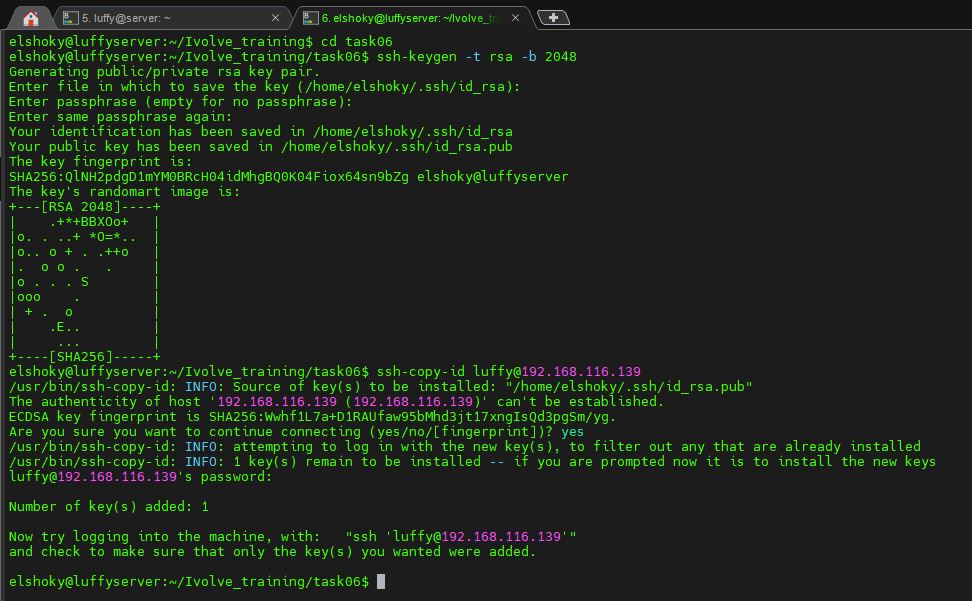 5. luffy@server: ~
6. elshoky@luffyserver:~/Ivolve_tr
elshoky@luffyserver:~/Ivolve_training$ cd task06
elshoky@luffyserver:~/Ivolve_training/task06$ ssh-keygen -t rsa -b 2048
Generating public/private rsa key pair.
Enter file in which to save the key (/home/elshoky/.ssh/id_rsa):
Enter passphrase (empty for no passphrase):
Enter same passphrase again:
Your identification has been saved in /home/elshoky/.ssh/id_rsa
Your public key has been saved in /home/elshoky/.ssh/id_rsa.pub
The key fingerprint is:
SHA256:QlNH2pdgD1mYM0BRcH04idMhgBQ0K04Fiox64sn9bZg elshoky@luffyserver
The key's randomart image is:
+---[RSA 2048]----+
|    .+*+BBXOo+   |
|o. . ..+ *O=*..  |
|o.. o + . .++o   |
|.  o o .   .     |
|o . . . S        |
|ooo    .         |
| + .  o          |
|    .E..         |
|     ...         |
+----[SHA256]-----+
elshoky@luffyserver:~/Ivolve_training/task06$ ssh-copy-id luffy@192.168.116.139
/usr/bin/ssh-copy-id: INFO: Source of key(s) to be installed: "/home/elshoky/.ssh/id_rsa.pub"
The authenticity of host '192.168.116.139 (192.168.116.139)' can't be established.
ECDSA key fingerprint is SHA256:Wwhf1L7a+D1RAUfaw95bMhd3jt17xngIsQd3pgSm/yg.
Are you sure you want to continue connecting (yes/no/[fingerprint])? yes
/usr/bin/ssh-copy-id: INFO: attempting to log in with the new key(s), to filter out any that are already installed
/usr/bin/ssh-copy-id: INFO: 1 key(s) remain to be installed -- if you are prompted now it is to install the new keys
luffy@192.168.116.139's password:
Number of key(s) added: 1
Now try logging into the machine, with:   "ssh 'luffy@192.168.116.139'"
and check to make sure that only the key(s) you wanted were added.
elshoky@luffyserver:~/Ivolve_training/task06$